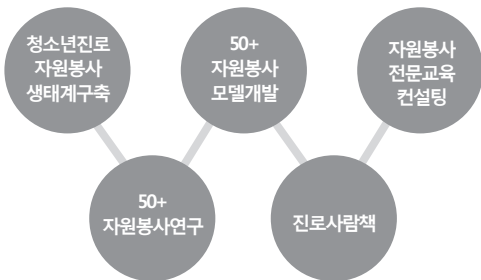 청소년진로
자원봉사
생태계구축
50+
자원봉사
모델개발
자원봉사
전문교육
컨설팅
50+
자원봉사연구
진로사람책